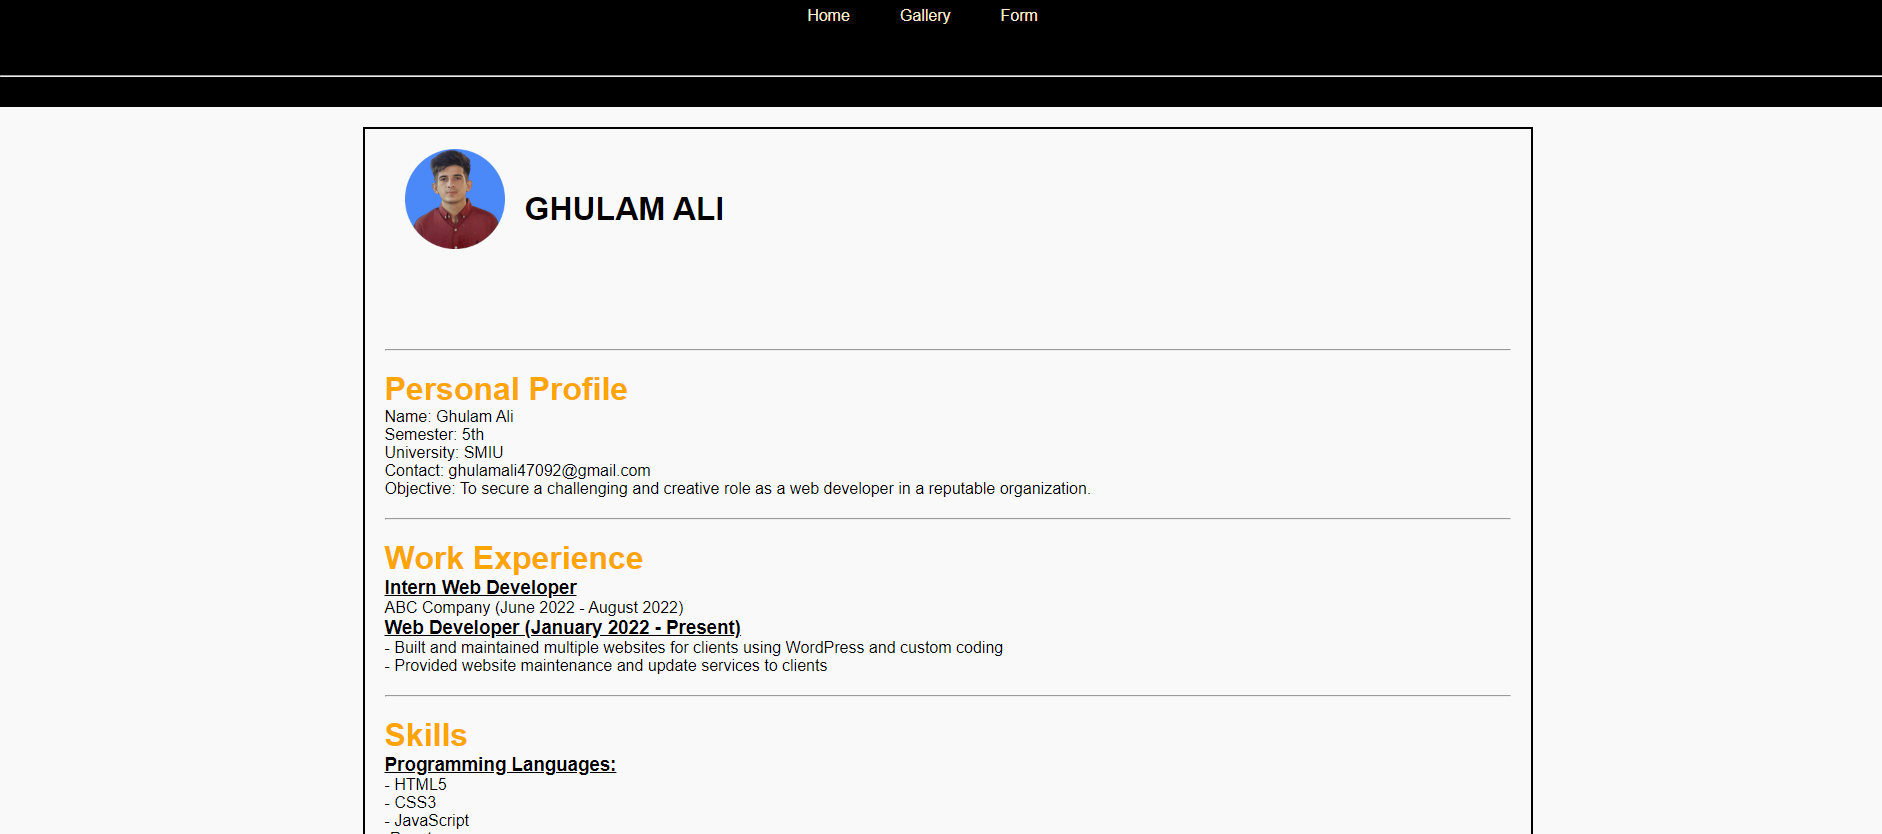 Home Gallery Form
GHULAM ALI
Personal Profile
Name: Ghulam Ali
Semester: 5th
University: SMIU
Contact: ghulamali47092@gmail.com
Objective: To secure a challenging and creative role as a web developer in a reputable organization.
Work Experience
Intern Web Developer
ABC Company (June 2022 - August 2022)
Web Developer (January 2022 - Present)
- Built and maintained multiple websites for clients using WordPress and custom coding
- Provided website maintenance and update services to clients
Skills
Programming Languages:
- HTML5
- CSS3
- JavaScript